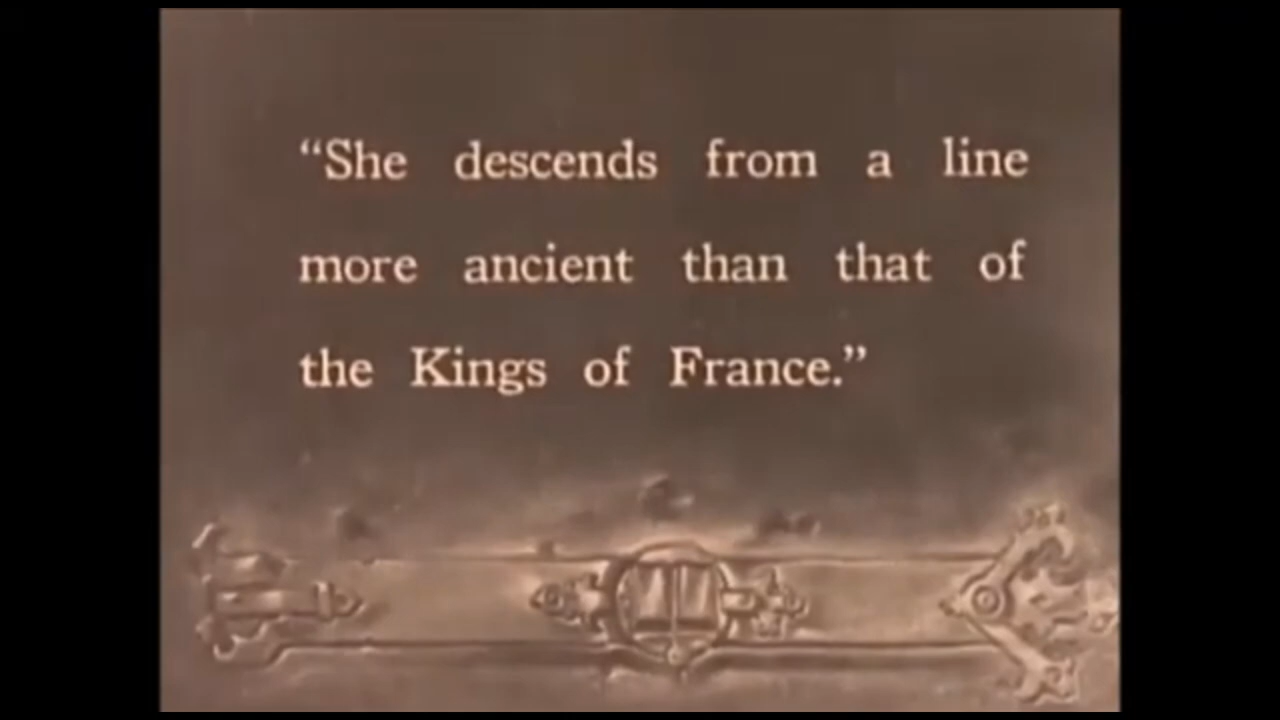 “She descends from a line
more ancient than that of
the Kings of France.”